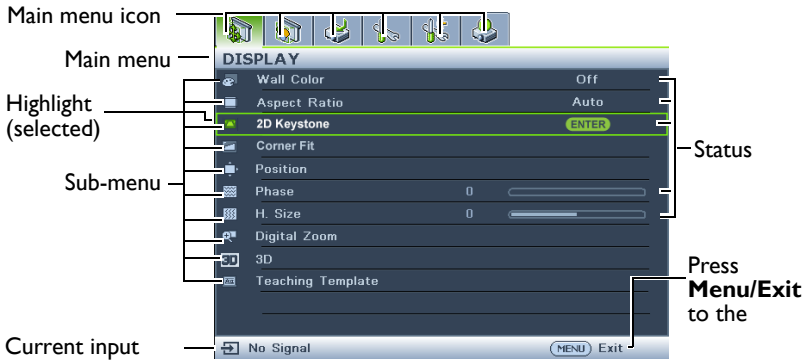 Main menu icon
Main menu
DISPLAY
Wall Color Off
Aspect Ratio Auto
Highlight
(selected)
2D Keystone ENTER
Corner Fit
Status
Position
Sub-menu
Phase 0
H. Size 0
Digital Zoom
3D 3D
Teaching Template
Press
Menu/Exit
to the
Current input
No Signal
MENU Exit